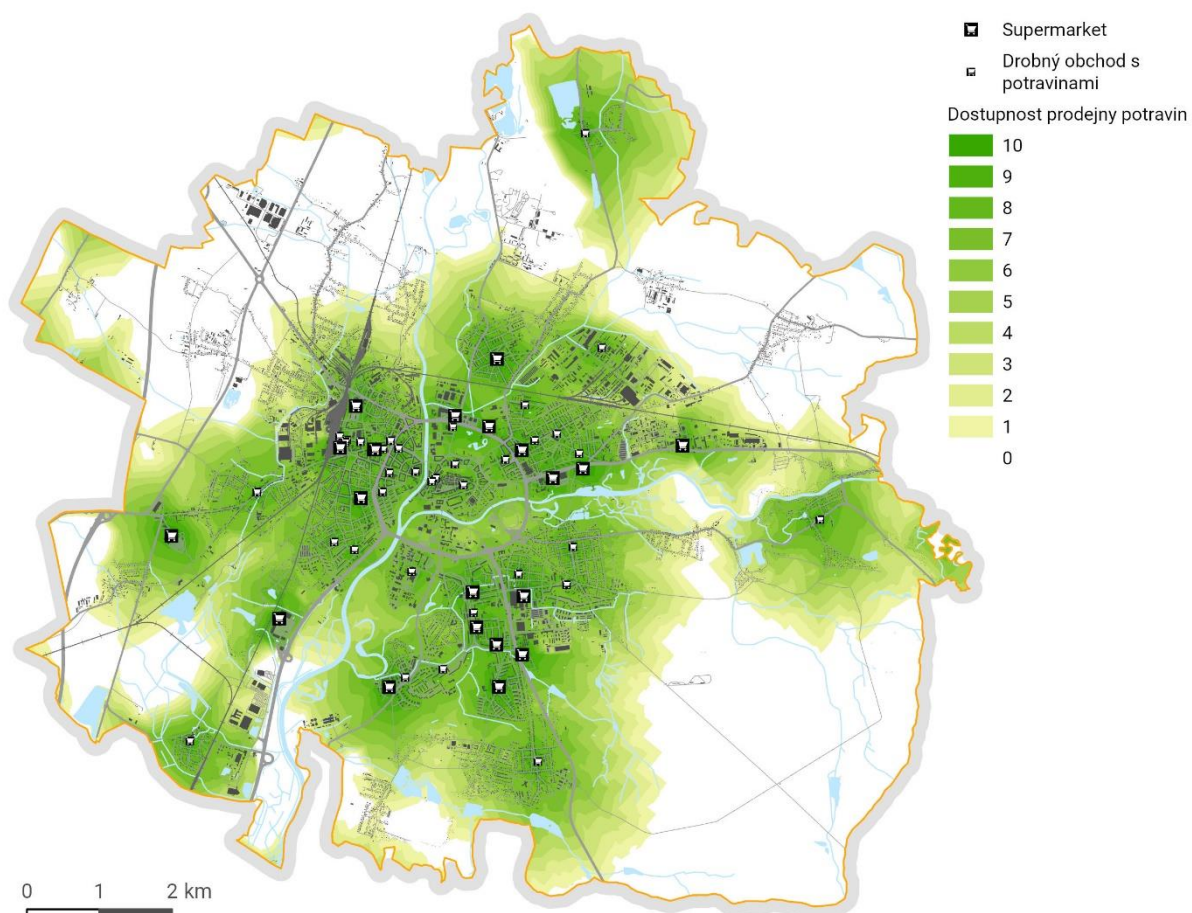 Supermarket
Drobný obchod s
potravinami
Dostupnost prodejny potravin
10
9
8
7
6
5
4
3
2
1
0
0 1 2 km